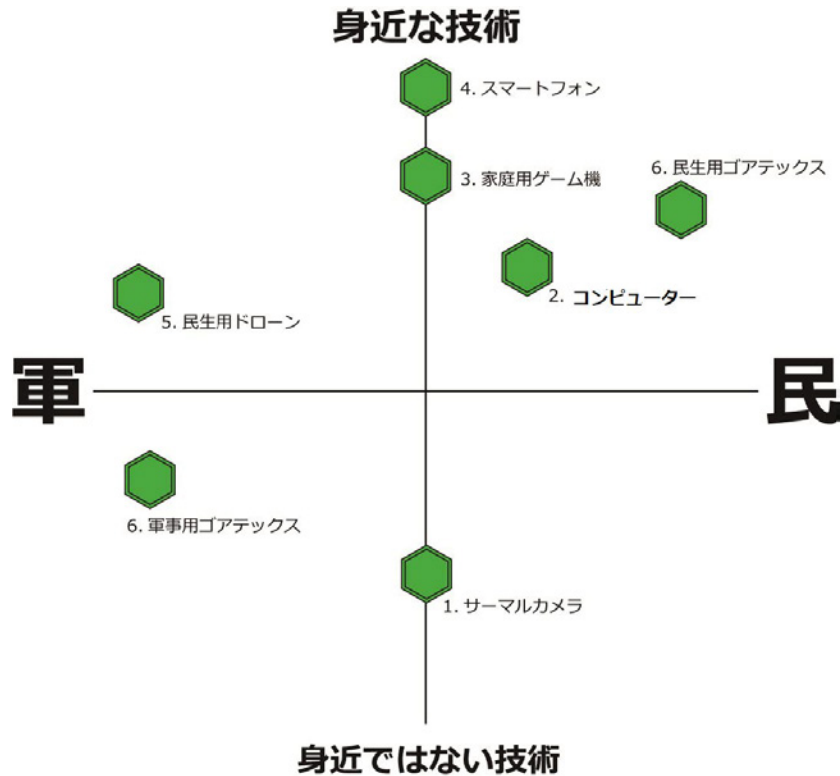 身近な技術
4. スマートフォン
3. 家庭用ゲーム機
6. 民生用ゴアテックス
2. コンピューター
5. 民生用ドローン
軍
民
6. 軍事用ゴアテックス
1. サーマルカメラ
身近ではない技術